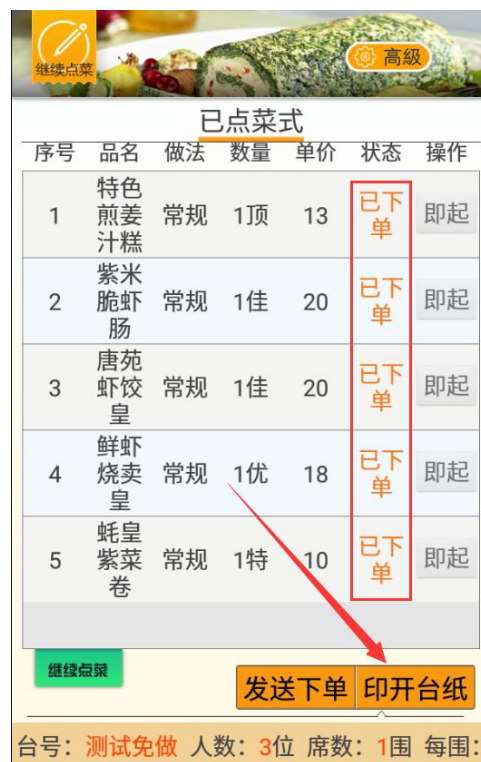 继续点菜
高級
已点菜式
序号 品名 做法 数量 单价 状态 操作
1 特色煎姜汁糕 常规 1顶 13 已下单 即起
2 紫米脆虾肠 常规 1佳 20 已下单 即起
3 唐苑虾饺皇 常规 1佳 20 已下单 即起
4 鲜虾烧卖皇 常规 1优 18 已下单 即起
5 蚝皇紫菜卷 常规 1特 10 已下单 即起
继续点菜
发送下单 印开台纸
台号：测试免做 人数：3位 席数：1围 每围：